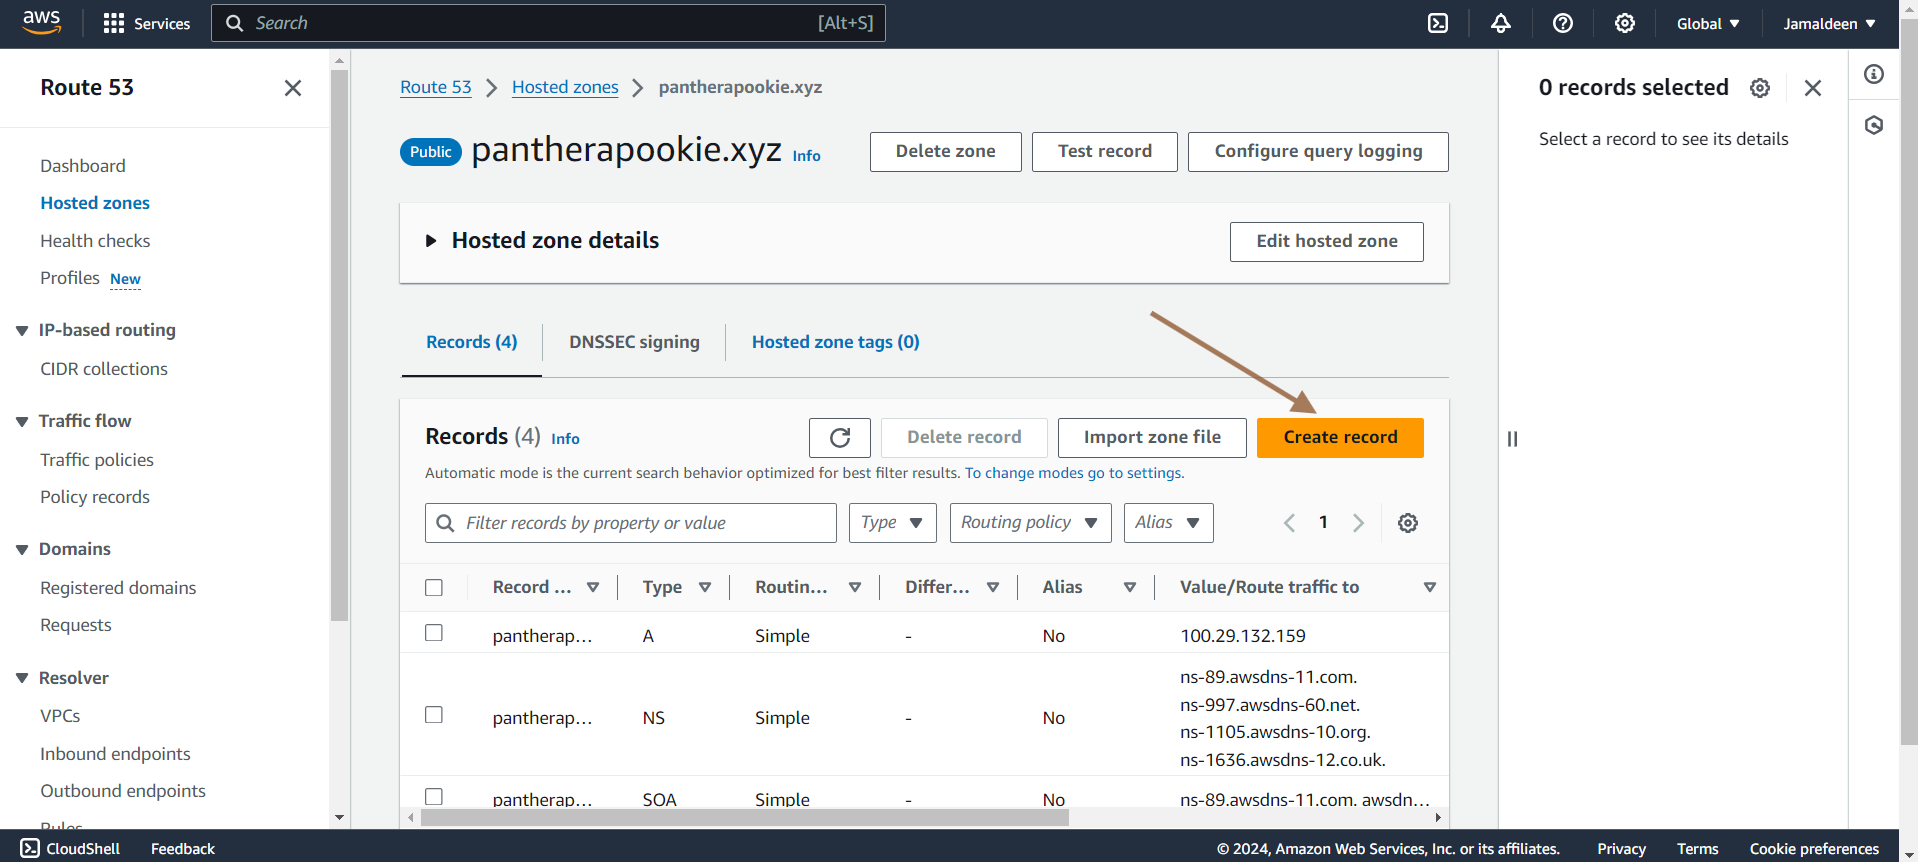 aws
Services
Search [Alt+S]
Global
Jamaldeen
Route 53
Dashboard
Hosted zones
Health checks
Profiles New
IP-based routing
CIDR collections
Traffic flow
Traffic policies
Policy records
Domains
Registered domains
Requests
Resolver
VPCs
Inbound endpoints
Outbound endpoints
Rules
Route 53 > Hosted zones > pantherapookie.xyz
Public pantherapookie.xyz Info
Delete zone Test record Configure query logging
Hosted zone details
Edit hosted zone
Records (4) DNSSEC signing Hosted zone tags (0)
Records (4) Info
Delete record Import zone file Create record
Automatic mode is the current search behavior optimized for best filter results. To change modes go to settings.
Filter records by property or value Type Routing policy Alias 1
Record ... Type Routin... Differ... Alias Value/Route traffic to
pantherap... A Simple - No 100.29.132.159
pantherap... NS Simple - No ns-89.awsdns-11.com.
ns-997.awsdns-60.net.
ns-1105.awsdns-10.org.
ns-1636.awsdns-12.co.uk.
pantherap... SOA Simple - No ns-89.awsdns-11.com. awsdn...
0 records selected
Select a record to see its details
CloudShell Feedback © 2024, Amazon Web Services, Inc. or its affiliates. Privacy Terms Cookie preferences